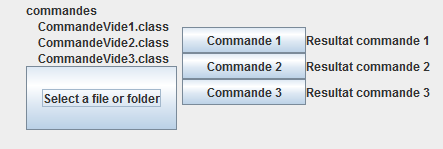 commandes
CommandeVide1.class
CommandeVide2.class
CommandeVide3.class
Select a file or folder
Commande 1 Resultat commande 1
Commande 2 Resultat commande 2
Commande 3 Resultat commande 3